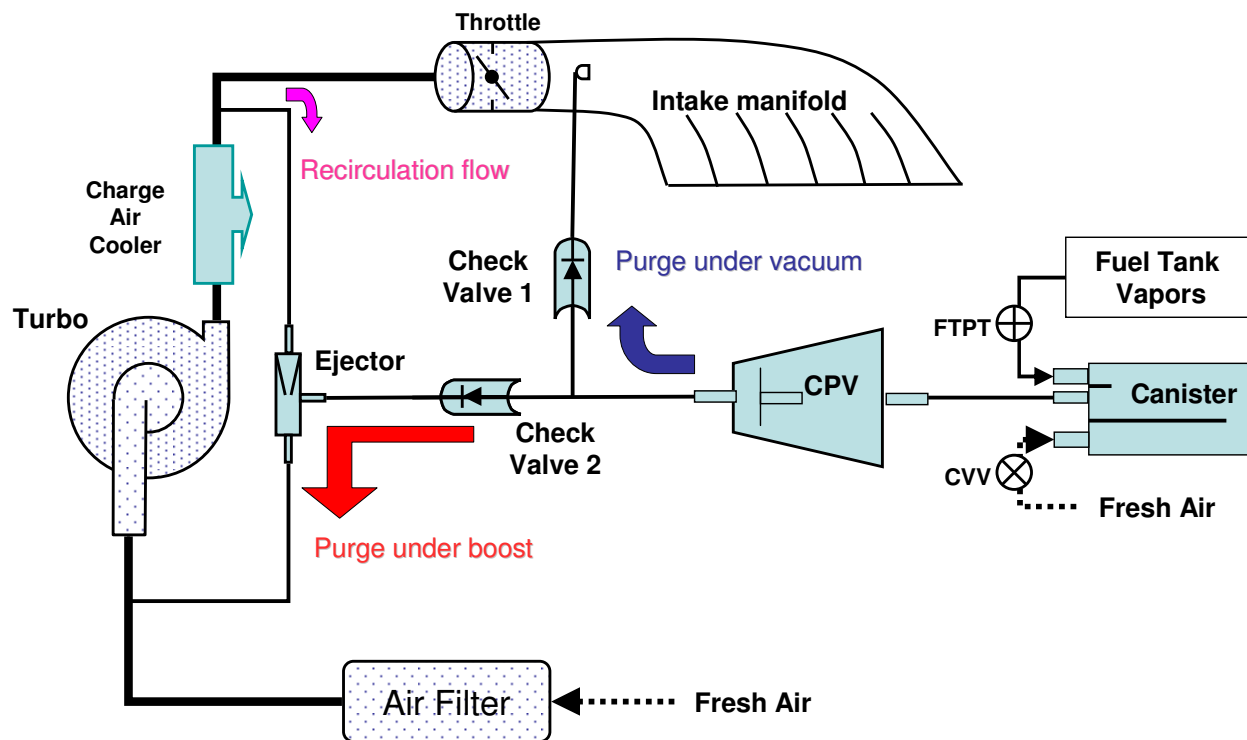 Throttle
Intake manifold
Recirculation flow
Charge
Air
Cooler
Check
Valve 1
Purge under vacuum
Fuel Tank
Vapors
FTPT
Turbo
Ejector
CPV
Canister
Check
Valve 2
CVV
Fresh Air
Purge under boost
Air Filter
Fresh Air